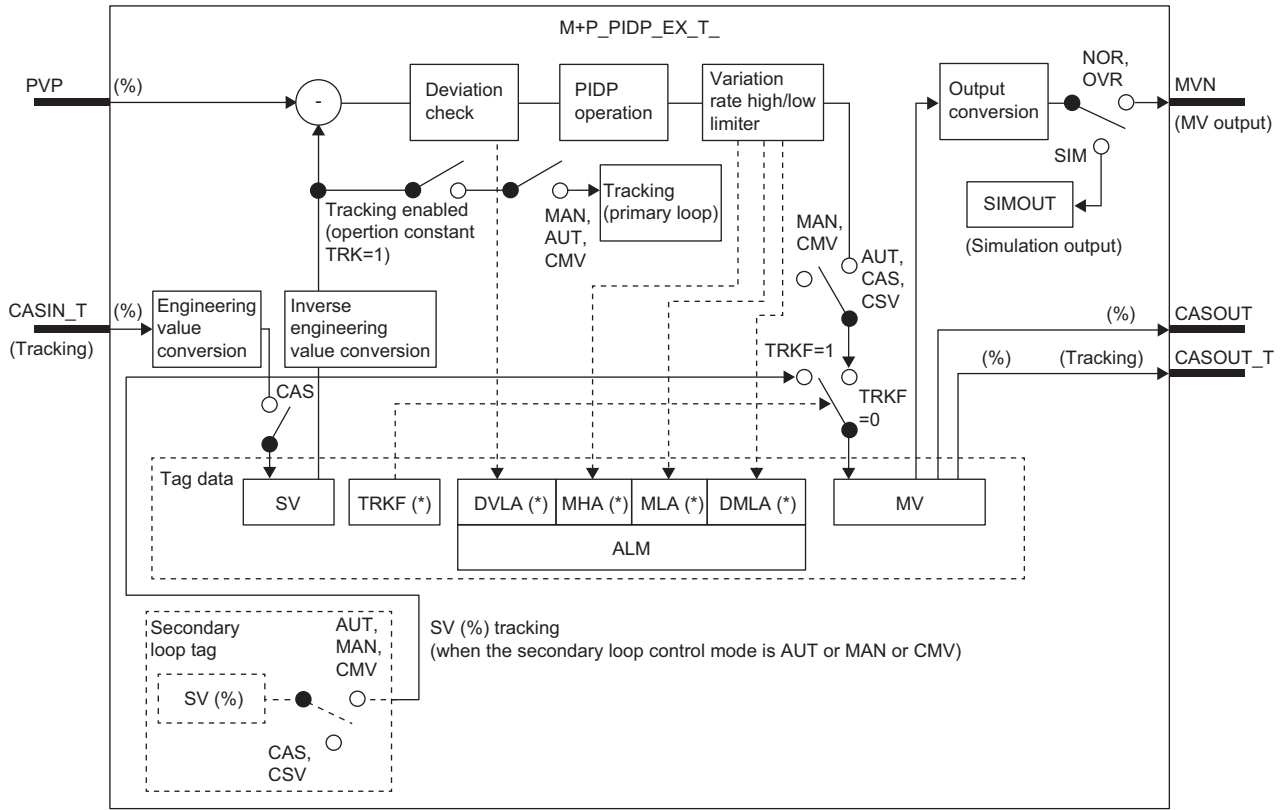 M+P_PIDP_EX_T_
PVP
(%)
-
Deviation
check
PIDP
operation
Variation
rate high/low
limiter
Output
conversion
NOR,
OVR
MVN
(MV output)
SIM
SIMOUT
(Simulation output)
Tracking enabled
(opertion constant
TRK=1)
MAN,
AUT,
CMV
Tracking
(primary loop)
MAN,
CMV
AUT,
CAS,
CSV
CASIN_T
(%)
(Tracking)
Engineering
value
conversion
Inverse
engineering
value conversion
CAS
TRKF=1
TRKF
=0
(%)
CASOUT
(%)
(Tracking)
CASOUT_T
Tag data
SV
TRKF (*)
DVLA (*)
MHA (*)
MLA (*)
DMLA (*)
ALM
MV
Secondary
loop tag
AUT,
MAN,
CMV
SV (%)
CAS,
CSV
SV (%) tracking
(when the secondary loop control mode is AUT or MAN or CMV)